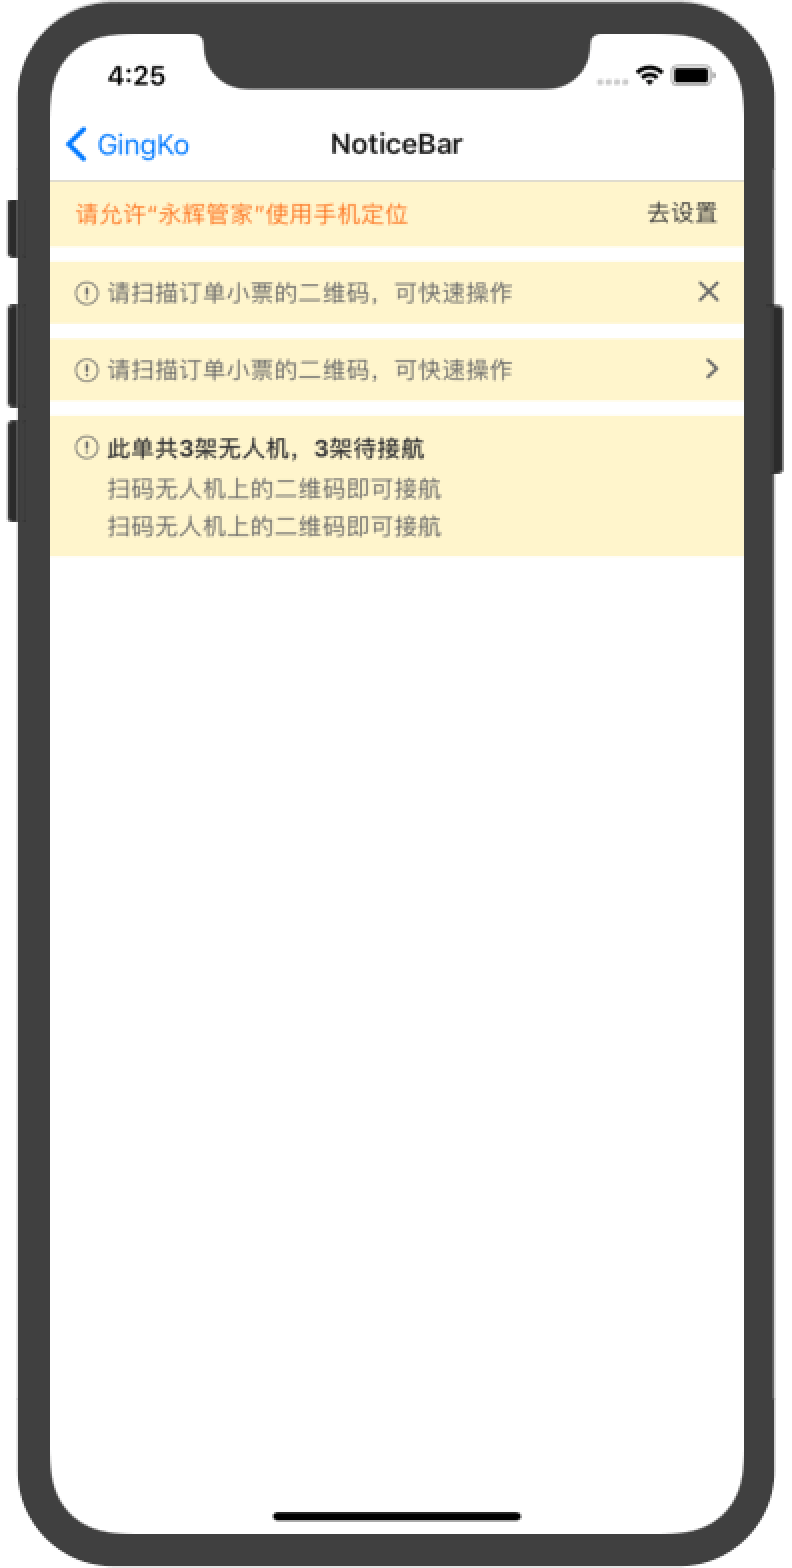 4:25
GingKo
NoticeBar
请允许“永辉管家”使用手机定位
去设置
请扫描订单小票的二维码，可快速操作
请扫描订单小票的二维码，可快速操作
此单共3架无人机，3架待接航
扫码无人机上的二维码即可接航
扫码无人机上的二维码即可接航